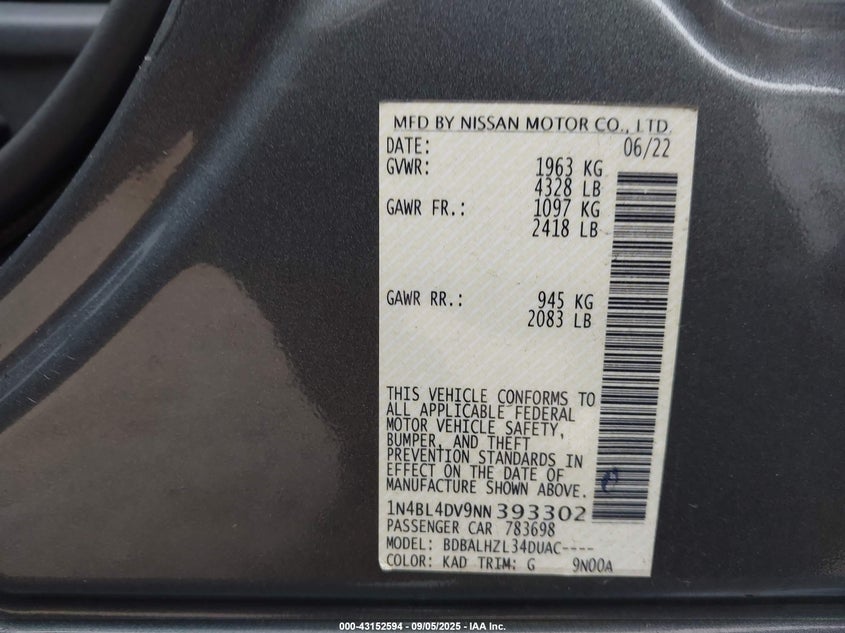 MFD BY NISSAN MOTOR CO., LTD.
DATE: 06/22
GVWR: 1963 KG
4328 LB
GAWR FR.: 1097 KG
2418 LB
GAWR RR.: 945 KG
2083 LB
THIS VEHICLE CONFORMS TO
ALL APPLICABLE FEDERAL
MOTOR VEHICLE SAFETY,
BUMPER, AND THEFT
PREVENTION STANDARDS IN
EFFECT ON THE DATE OF
MANUFACTURE SHOWN ABOVE.
1N4BL4DV9NN393302
PASSENGER CAR 783698
MODEL: BDBALHZL34DUAC----
COLOR: KAD TRIM: G 9N00A
000-43152594 - 09/05/2025 - IAA Inc.